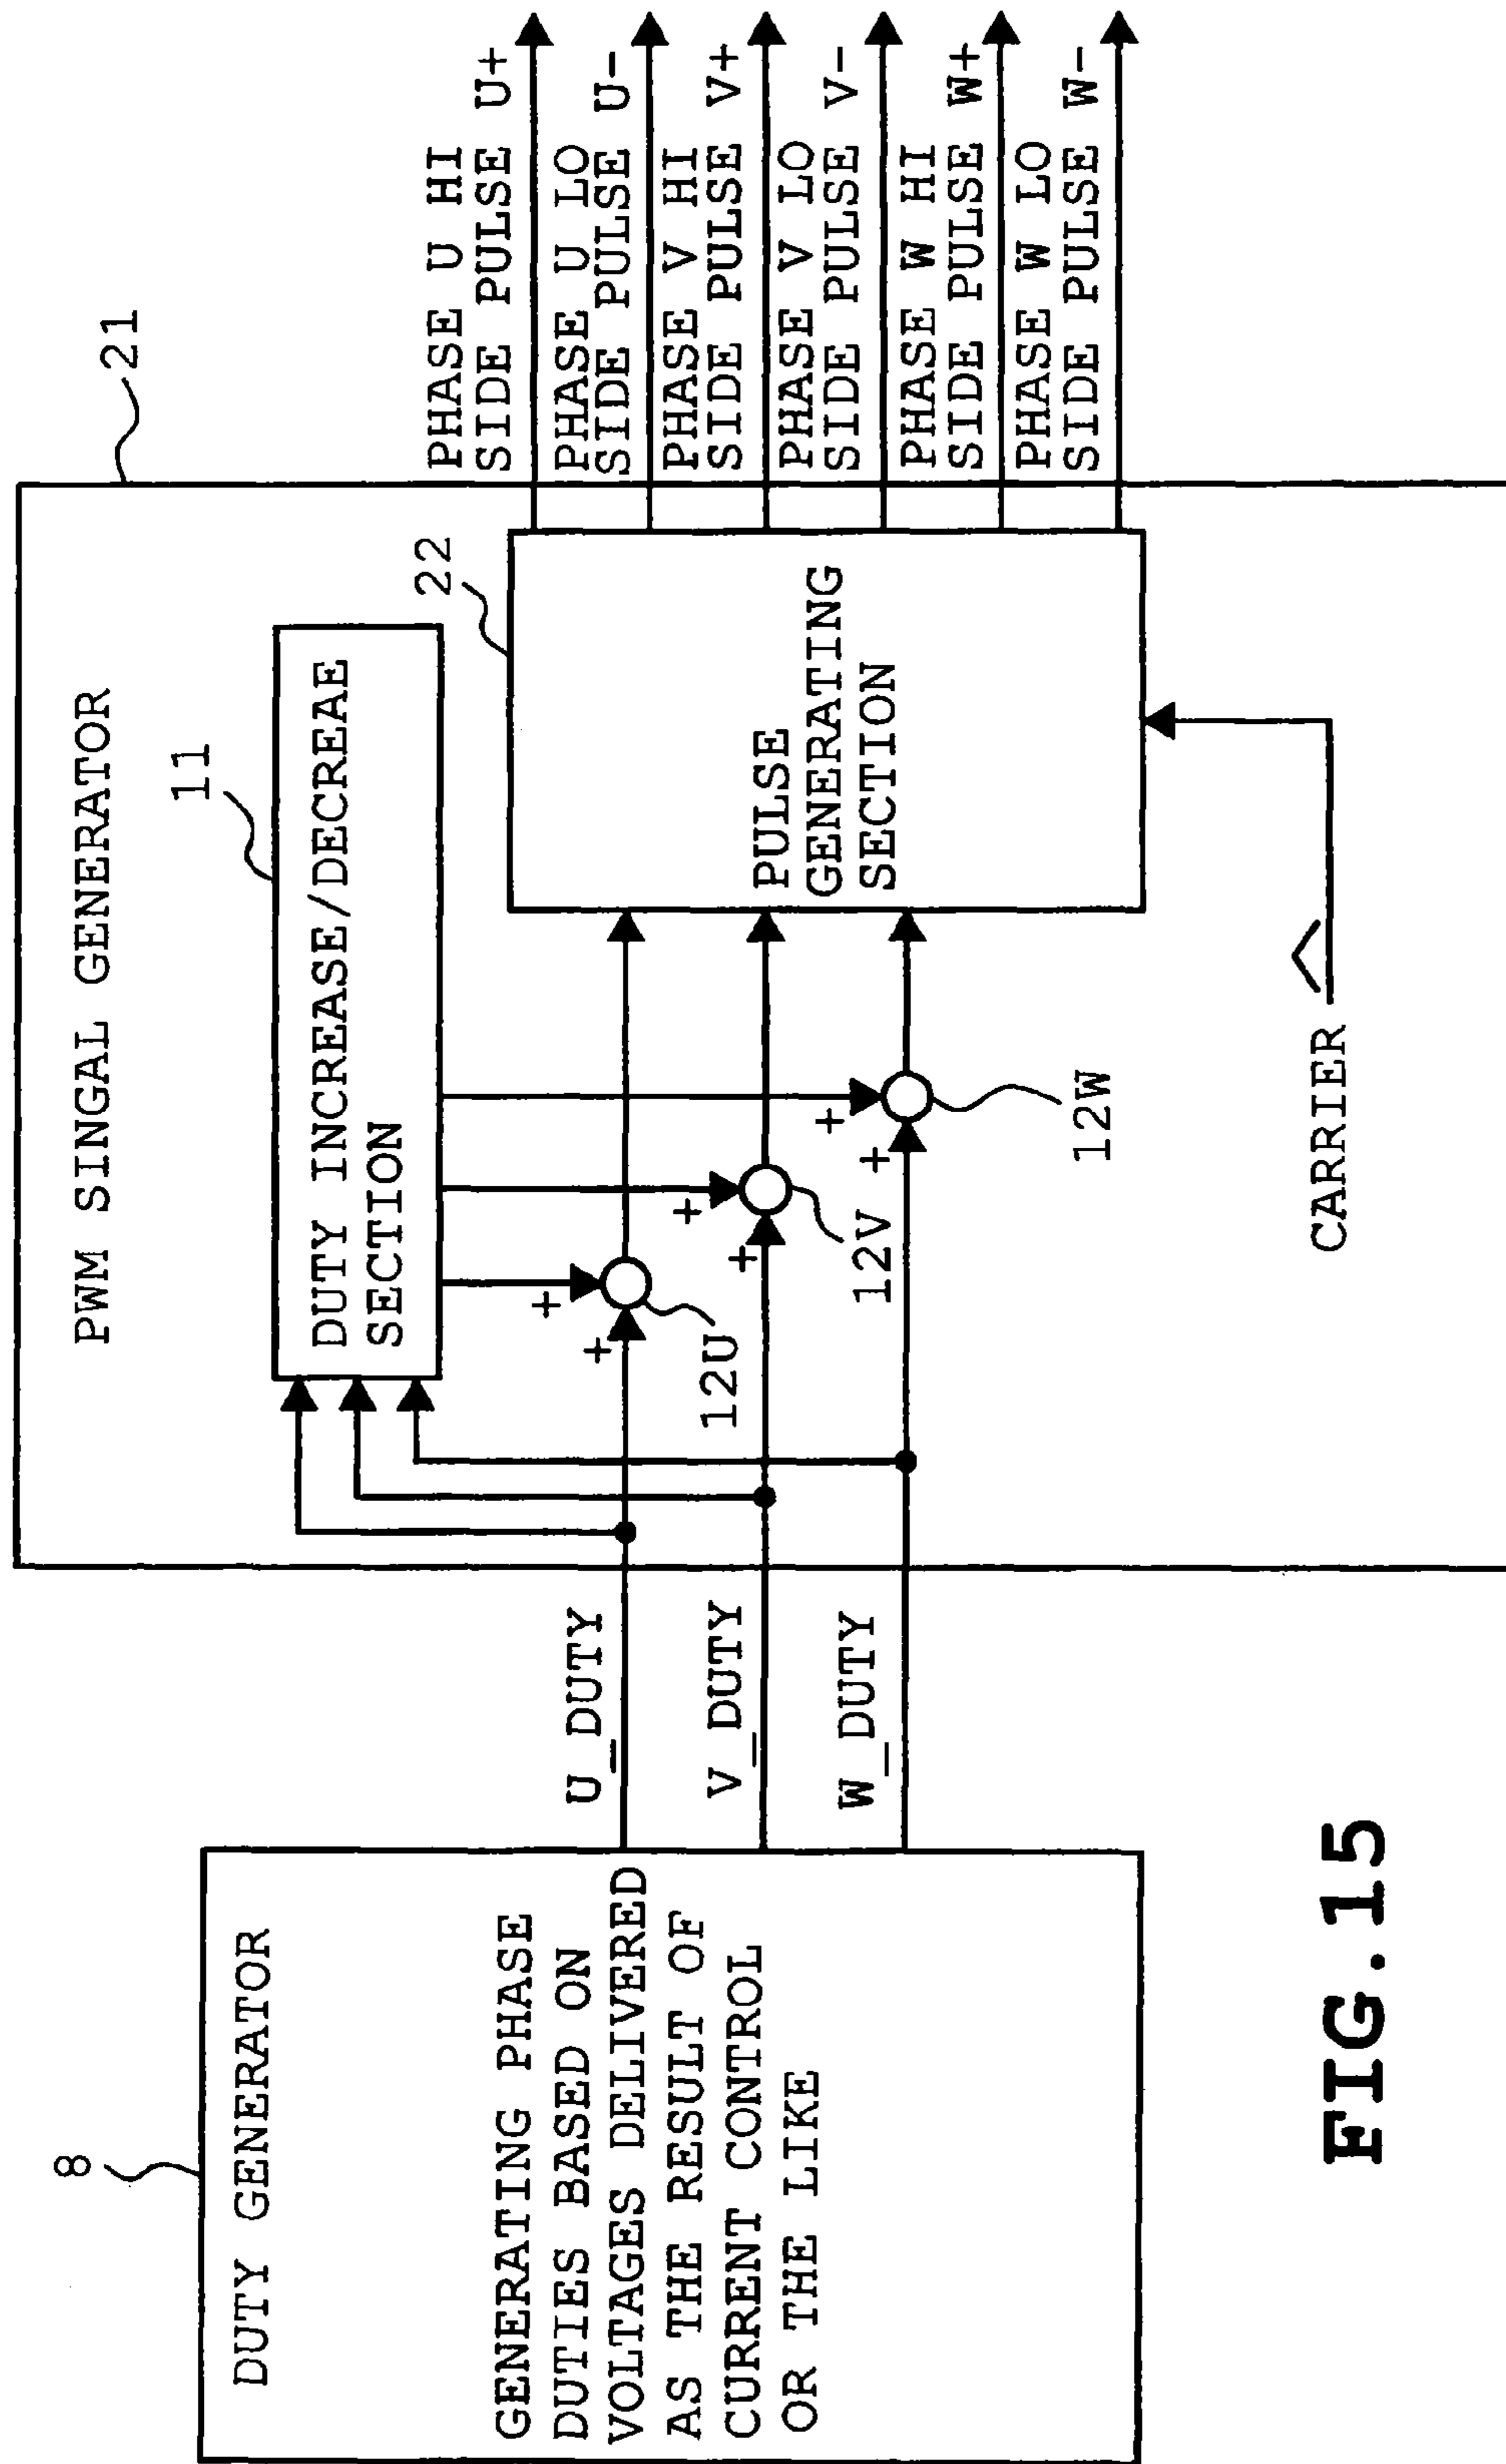 8
DUTY GENERATOR
GENERATING PHASE
DUTIES BASED ON
VOLTAGES DELIVERED
AS THE RESULT OF
CURRENT CONTROL
OR THE LIKE
U_DUTY
V_DUTY
W_DUTY
21
PWM SINGAL GENERATOR
11
DUTY INCREASE/DECREAE
SECTION
+
+
12U
+
+
12V
+
+
12W
22
PULSE
GENERATING
SECTION
CARRIER
PHASE U HI
SIDE PULSE U+
PHASE U LO
SIDE PULSE U-
PHASE V HI
SIDE PULSE V+
PHASE V LO
SIDE PULSE V-
PHASE W HI
SIDE PULSE W+
PHASE W LO
SIDE PULSE W-
FIG.15